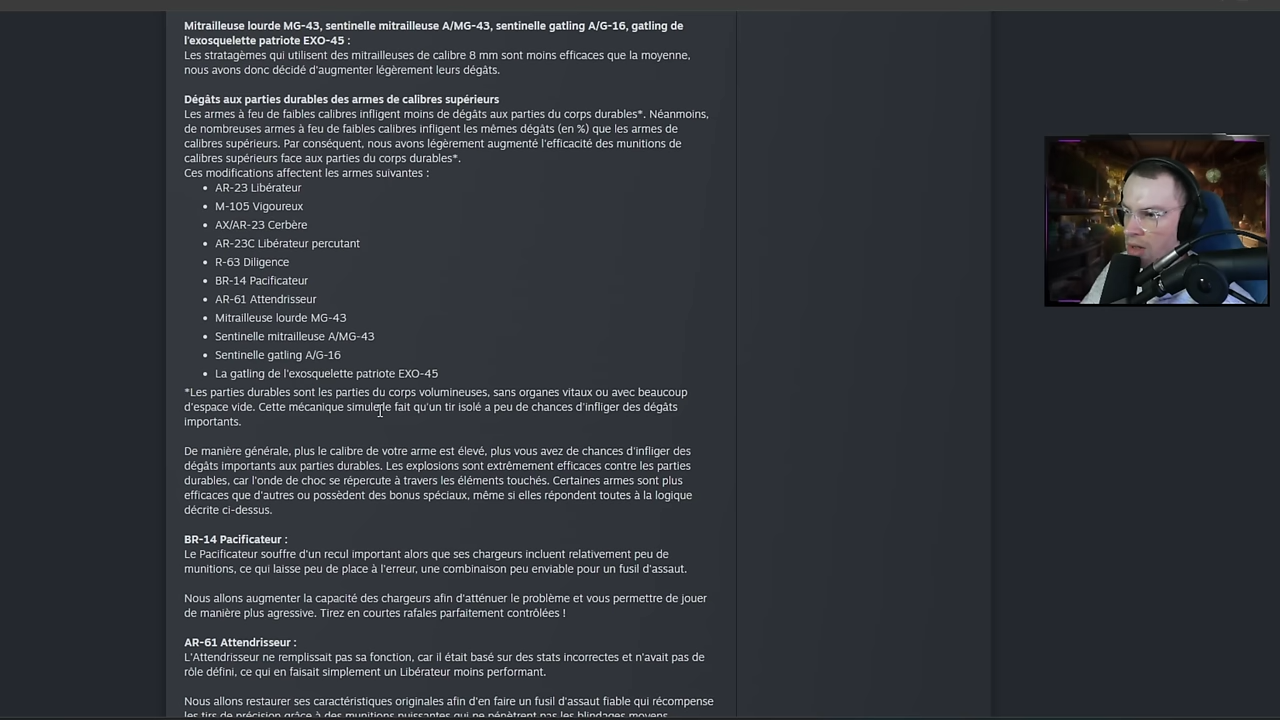 Mitrailleuse lourde MG-43, sentinelle mitrailleuse A/MG-43, sentinelle gatling A/G-16, gatling de
l'exosquelette patriote EXO-45 :
Les stratagèmes qui utilisent des mitrailleuses de calibre 8 mm sont moins efficaces que la moyenne,
nous avons donc décidé d'augmenter légèrement leurs dégâts.
Dégâts aux parties durables des armes de calibres supérieurs
Les armes à feu de faibles calibres infligent moins de dégâts aux parties du corps durables*. Néanmoins,
de nombreuses armes à feu de faibles calibres infligent les mêmes dégâts (en %) que les armes de
calibres supérieurs. Par conséquent, nous avons légèrement augmenté l'efficacité des munitions de
calibres supérieurs face aux parties du corps durables*.
Ces modifications affectent les armes suivantes :
• AR-23 Libérateur
• M-105 Vigoureux
• AX/AR-23 Cerbère
• AR-23C Libérateur percutant
• R-63 Diligence
• BR-14 Pacificateur
• AR-61 Attendrisseur
• Mitrailleuse lourde MG-43
• Sentinelle mitrailleuse A/MG-43
• Sentinelle gatling A/G-16
• La gatling de l'exosquelette patriote EXO-45
*Les parties durables sont les parties du corps volumineuses, sans organes vitaux ou avec beaucoup
d'espace vide. Cette mécanique simule le fait qu'un tir isolé a peu de chances d'infliger des dégâts
importants.
De manière générale, plus le calibre de votre arme est élevé, plus vous avez de chances d'infliger des
dégâts importants aux parties durables. Les explosions sont extrêmement efficaces contre les parties
durables, car l'onde de choc se répercute à travers les éléments touchés. Certaines armes sont plus
efficaces que d'autres ou possèdent des bonus spéciaux, même si elles répondent toutes à la logique
décrite ci-dessus.
BR-14 Pacificateur :
Le Pacificateur souffre d'un recul important alors que ses chargeurs incluent relativement peu de
munitions, ce qui laisse peu de place à l'erreur, une combinaison peu enviable pour un fusil d'assaut.
Nous allons augmenter la capacité des chargeurs afin d'atténuer le problème et vous permettre de jouer
de manière plus agressive. Tirez en courtes rafales parfaitement contrôlées !
AR-61 Attendrisseur :
L'Attendrisseur ne remplissait pas sa fonction, car il était basé sur des stats incorrectes et n'avait pas de
rôle défini, ce qui en faisait simplement un Libérateur moins performant.
Nous allons restaurer ses caractéristiques originales afin d'en faire un fusil d'assaut fiable qui récompense
les tirs de précision grâce à des munitions puissantes qui ne pénètrent pas les blindages moyens.